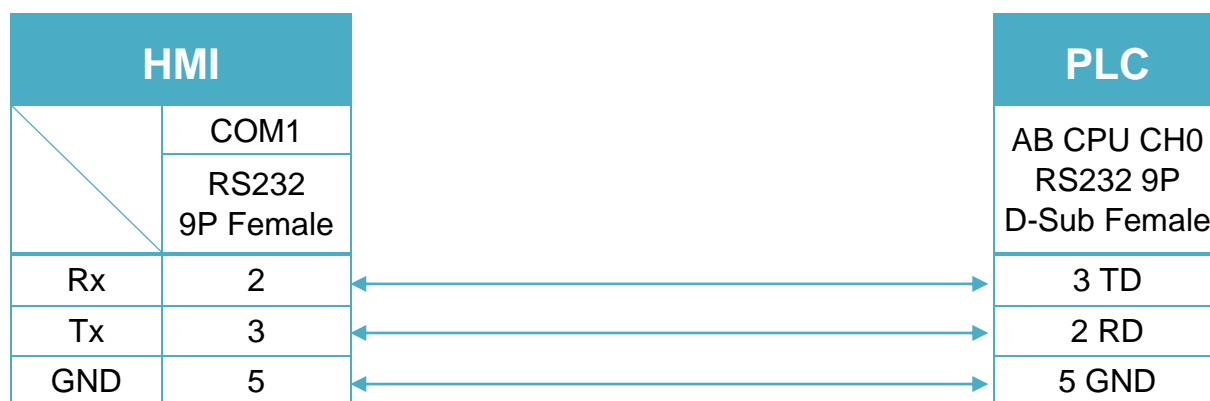 HMI
PLC
COM1
RS232
9P Female
AB CPU CH0
RS232 9P
D-Sub Female
Rx 2 3 TD
Tx 3 2 RD
GND 5 5 GND